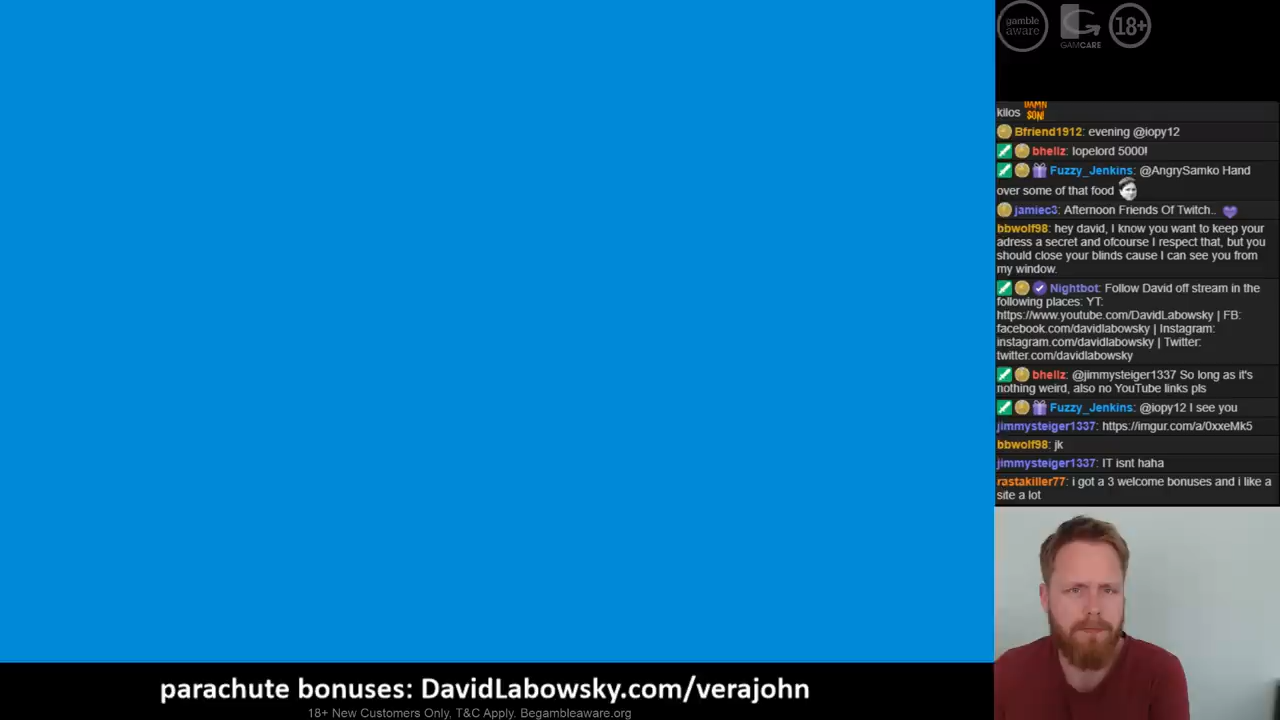 gamble
aware
GAMCARE
18+
kilos DAMN SON!
Bfriend1912: evening @iopy12
bhellz: lopelord 5000!
Fuzzy_Jenkins: @AngrySamko Hand
over some of that food
jamiec3: Afternoon Friends Of Twitch..
bbwolf98: hey david, I know you want to keep your
adress a secret and ofcourse I respect that, but you
should close your blinds cause I can see you from
my window.
Nightbot: Follow David off stream in the
following places: YT:
https://www.youtube.com/DavidLabowsky | FB:
facebook.com/davidlabowsky | Instagram:
instagram.com/davidlabowsky | Twitter:
twitter.com/davidlabowsky
bhellz: @jimmysteiger1337 So long as it's
nothing weird, also no YouTube links pls
Fuzzy_Jenkins: @iopy12 I see you
jimmysteiger1337: https://imgur.com/a/0xxeMk5
bbwolf98: jk
jimmysteiger1337: IT isnt haha
rastakiller77: i got a 3 welcome bonuses and i like a
site a lot
parachute bonuses: DavidLabowsky.com/verajohn
18+ New Customers Only, T&C Apply. Begambleaware.org